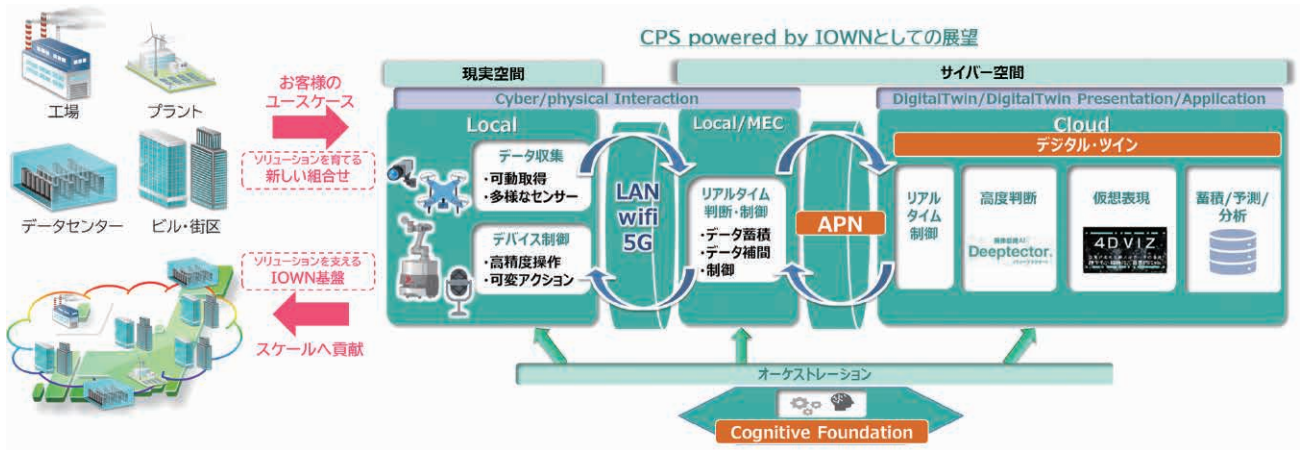 CPS powered by IOWNとしての展望
工場
プラント
データセンター
ビル・街区
お客様の
ユースケース
ソリューションを育てる
新しい組合せ
ソリューションを支える
IOWN基盤
スケールへ貢献
現実空間
サイバー空間
Cyber/physical Interaction
DigitalTwin/DigitalTwin Presentation/Application
Local
データ収集
・可動取得
・多様なセンサー
デバイス制御
・高精度操作
・可変アクション
LAN
wifi
5G
Local/MEC
リアルタイム
判断・制御
・データ蓄積
・データ補間
・制御
APN
Cloud
デジタル・ツイン
リアル
タイム
制御
高度判断
Deeptector.
仮想表現
4DVIZ
蓄積/予測/
分析
オーケストレーション
Cognitive Foundation